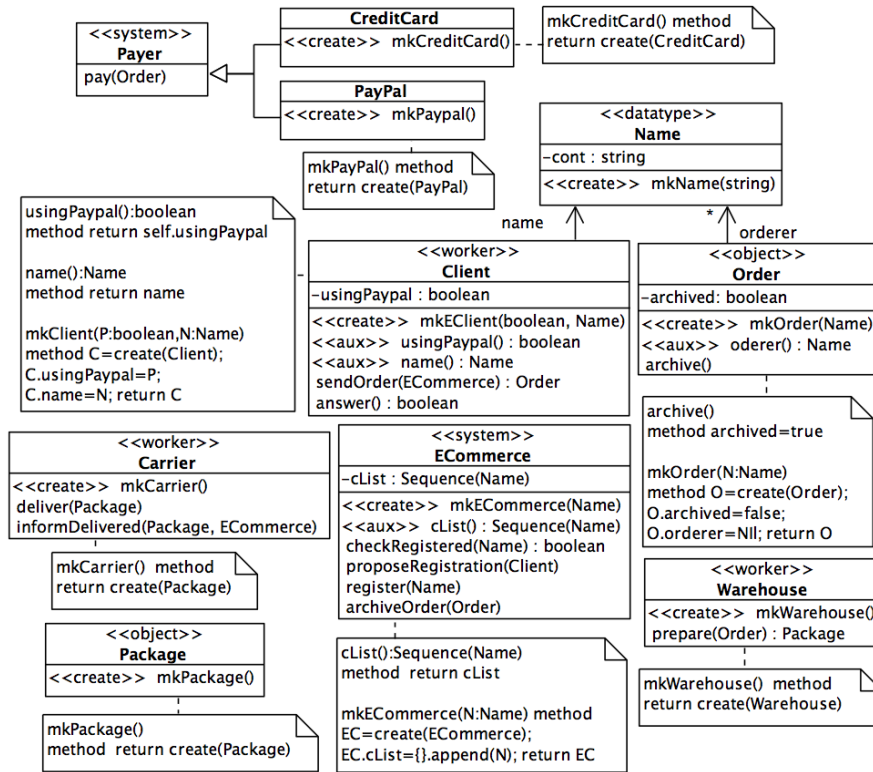 <<system>>
Payer
pay(Order)
CreditCard
<<create>> mkCreditCard()
mkCreditCard() method
return create(CreditCard)
PayPal
<<create>> mkPaypal()
mkPayPal() method
return create(PayPal)
<<datatype>>
Name
-cont : string
<<create>> mkName(string)
name
*
orderer
usingPaypal():boolean
method return self.usingPaypal
name():Name
method return name
mkClient(P:boolean,N:Name)
method C=create(Client);
C.usingPaypal=P;
C.name=N; return C
<<worker>>
Client
-usingPaypal : boolean
<<create>> mkEClient(boolean, Name)
<<aux>> usingPaypal() : boolean
<<aux>> name() : Name
sendOrder(ECommerce) : Order
answer() : boolean
<<object>>
Order
-archived: boolean
<<create>> mkOrder(Name)
<<aux>> oderer() : Name
archive()
archive()
method archived=true
mkOrder(N:Name)
method O=create(Order);
O.archived=false;
O.orderer=NIl; return O
<<worker>>
Carrier
<<create>> mkCarrier()
deliver(Package)
informDelivered(Package, ECommerce)
mkCarrier() method
return create(Package)
<<system>>
ECommerce
-cList : Sequence(Name)
<<create>> mkECommerce(Name)
<<aux>> cList() : Sequence(Name)
checkRegistered(Name) : boolean
proposeRegistration(Client)
register(Name)
archiveOrder(Order)
cList():Sequence(Name)
method return cList
mkECommerce(N:Name) method
EC=create(ECommerce);
EC.cList={}.append(N); return EC
<<worker>>
Warehouse
<<create>> mkWarehouse()
prepare(Order) : Package
mkWarehouse() method
return create(Warehouse)
<<object>>
Package
<<create>> mkPackage()
mkPackage()
method return create(Package)